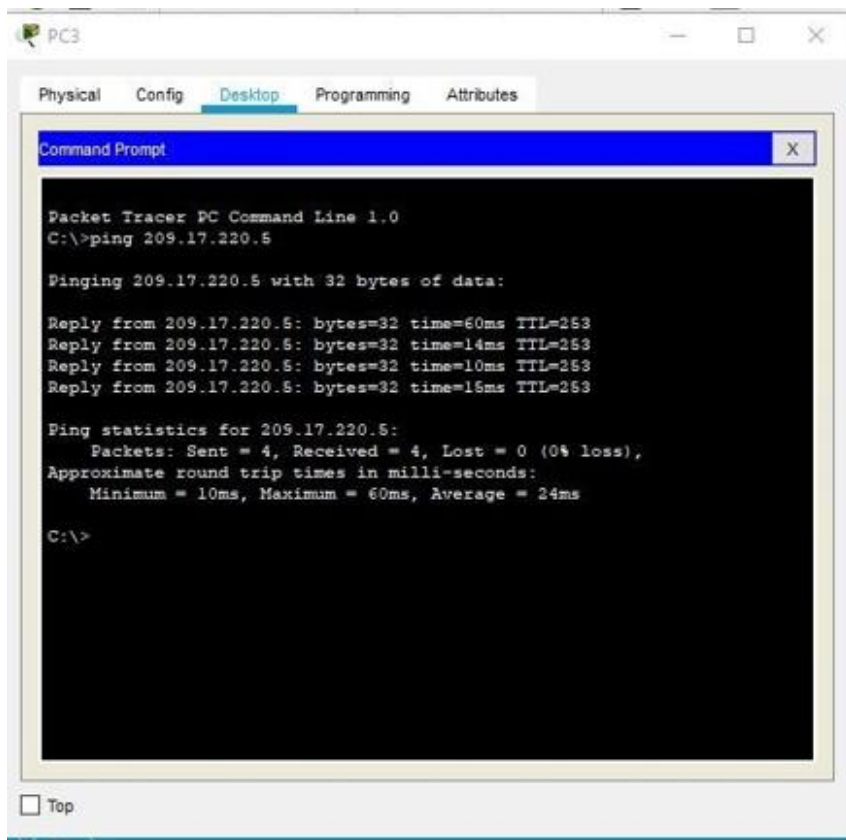 PC3
Physical Config Desktop Programming Attributes
Command Prompt X
Packet Tracer PC Command Line 1.0
C:\>ping 209.17.220.5
Pinging 209.17.220.5 with 32 bytes of data:
Reply from 209.17.220.5: bytes=32 time=60ms TTL=253
Reply from 209.17.220.5: bytes=32 time=14ms TTL=253
Reply from 209.17.220.5: bytes=32 time=10ms TTL=253
Reply from 209.17.220.5: bytes=32 time=15ms TTL=253
Ping statistics for 209.17.220.5:
Packets: Sent = 4, Received = 4, Lost = 0 (0% loss),
Approximate round trip times in milli-seconds:
Minimum = 10ms, Maximum = 60ms, Average = 24ms
C:\>
Top